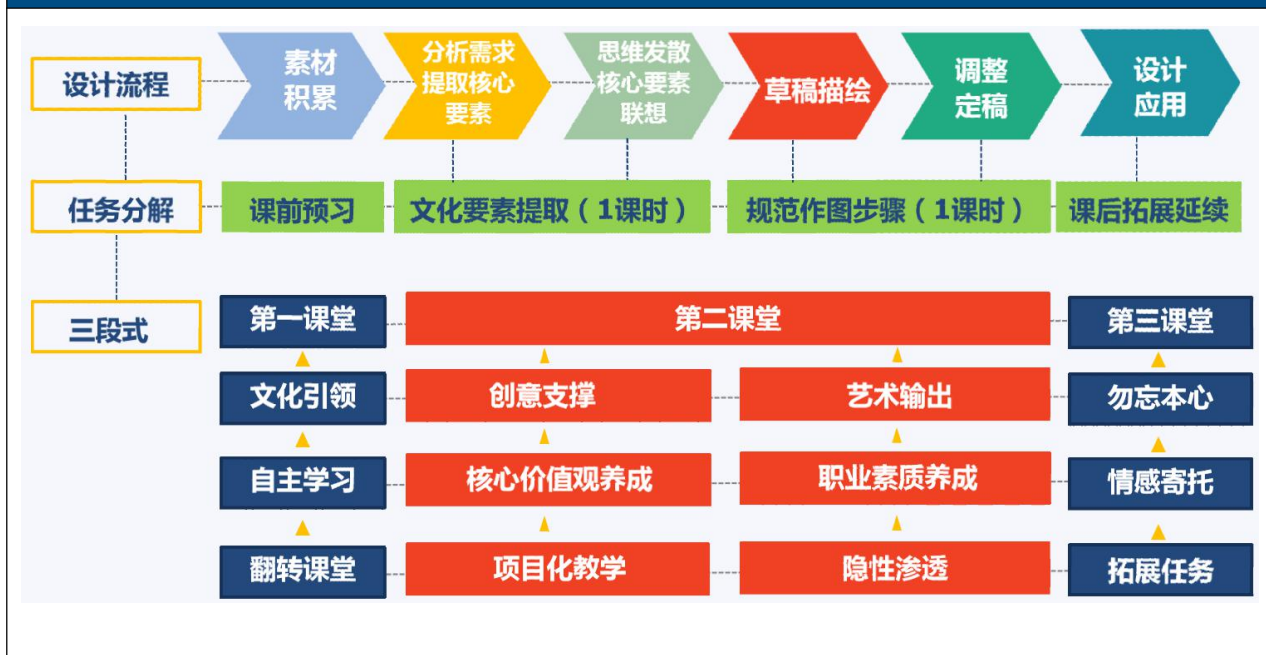 设计流程
素材
积累
分析需求
提取核心
要素
思维发散
核心要素
联想
草稿描绘
调整
定稿
设计
应用
任务分解
课前预习
文化要素提取（1课时）
规范作图步骤（1课时）
课后拓展延续
三段式
第一课堂
第二课堂
第三课堂
文化引领
创意支撑
艺术输出
勿忘本心
自主学习
核心价值观养成
职业素质养成
情感寄托
翻转课堂
项目化教学
隐性渗透
拓展任务